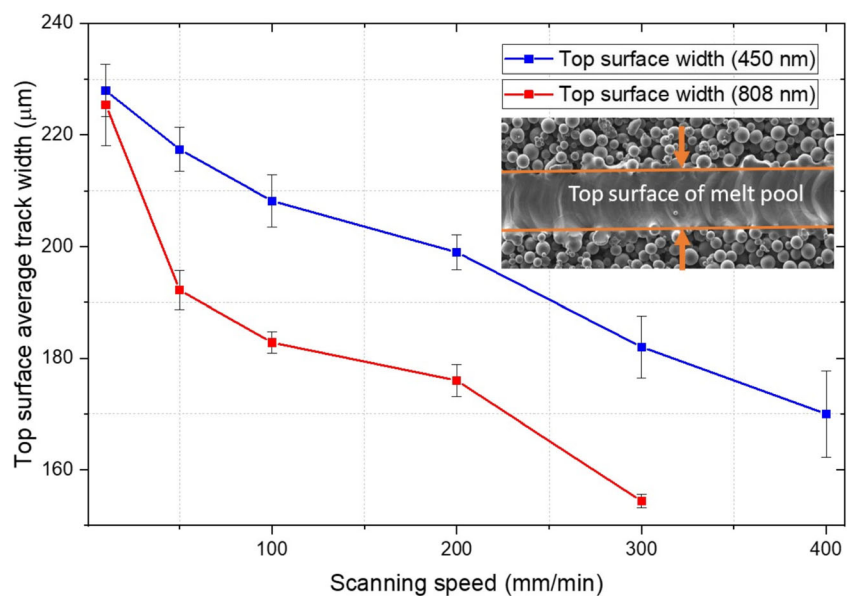 240
220
200
180
160
Top surface average track width (μm)
Top surface width (450 nm)
Top surface width (808 nm)
Top surface of melt pool
100
200
300
400
Scanning speed (mm/min)